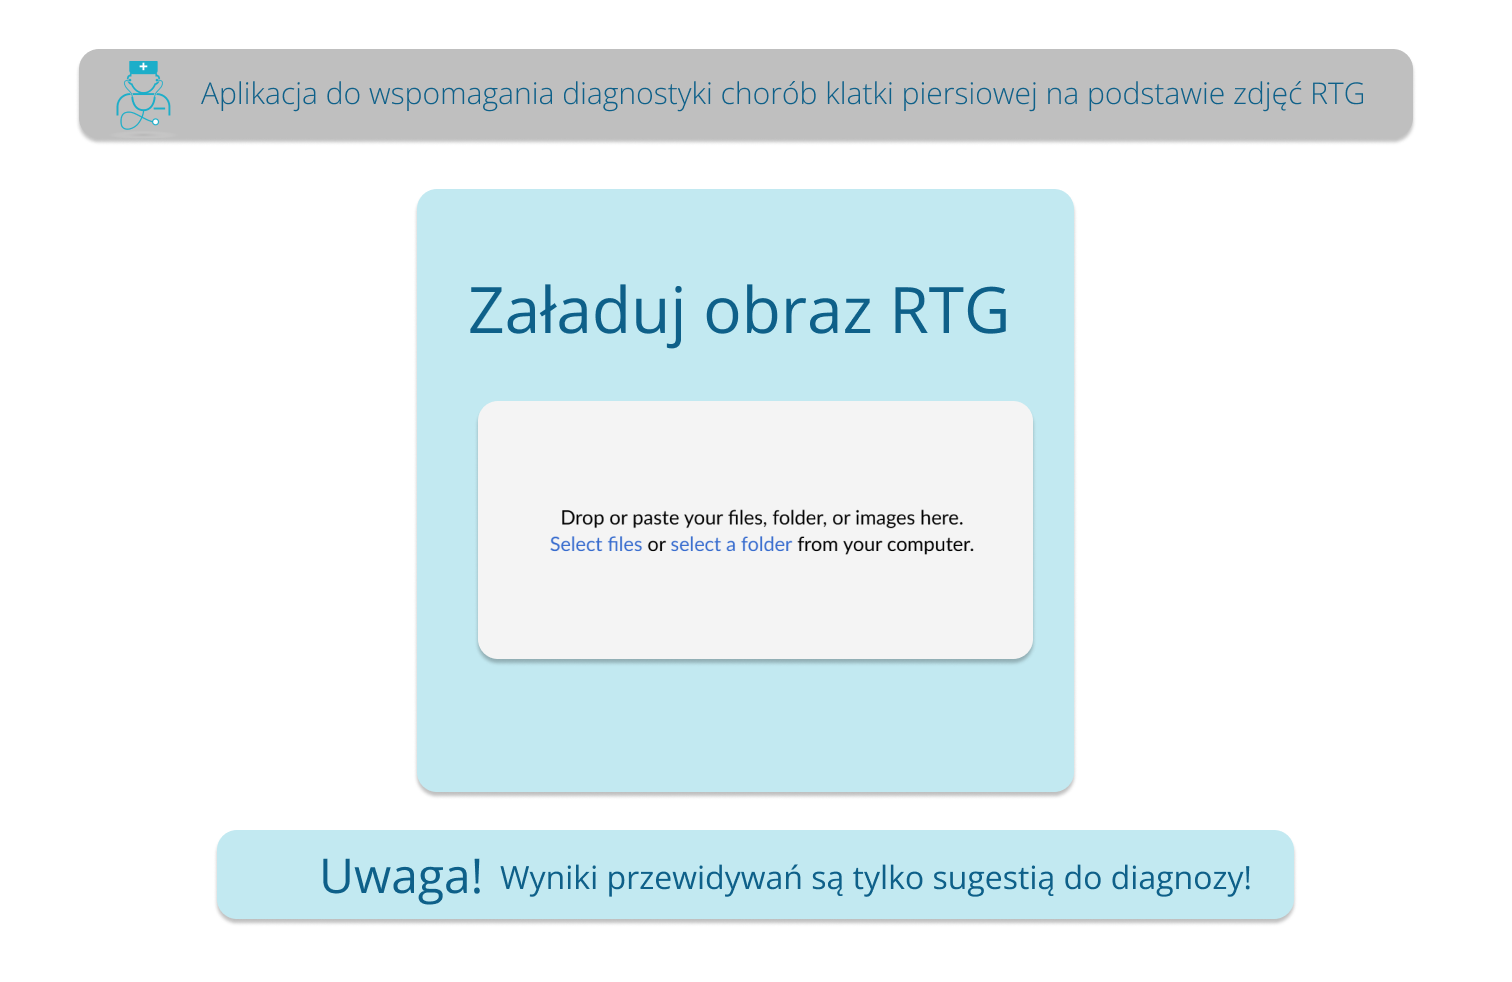 Aplikacja do wspomagania diagnostyki chorób klatki piersiowej na podstawie zdjęć RTG
Załaduj obraz RTG
Drop or paste your files, folder, or images here.
Select files or select a folder from your computer.
Uwaga! Wyniki przewidywań są tylko sugestią do diagnozy!